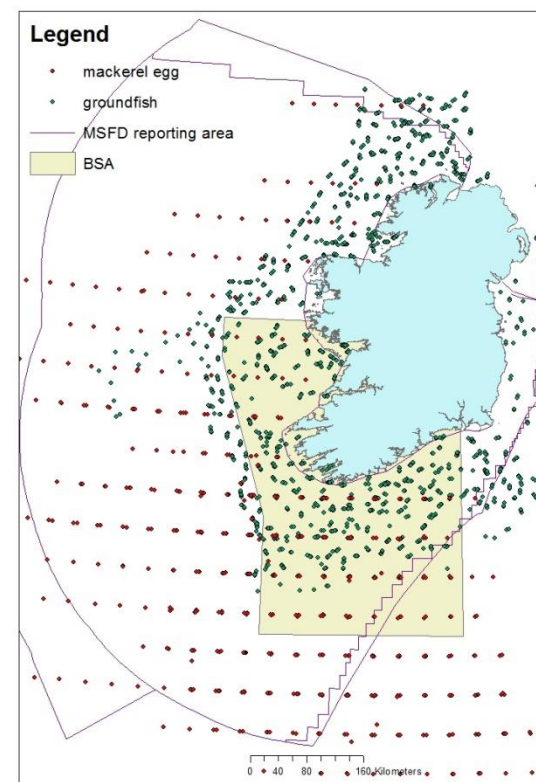 Legend
mackerel egg
groundfish
MSFD reporting area
BSA
0 40 80 160 Kilometers